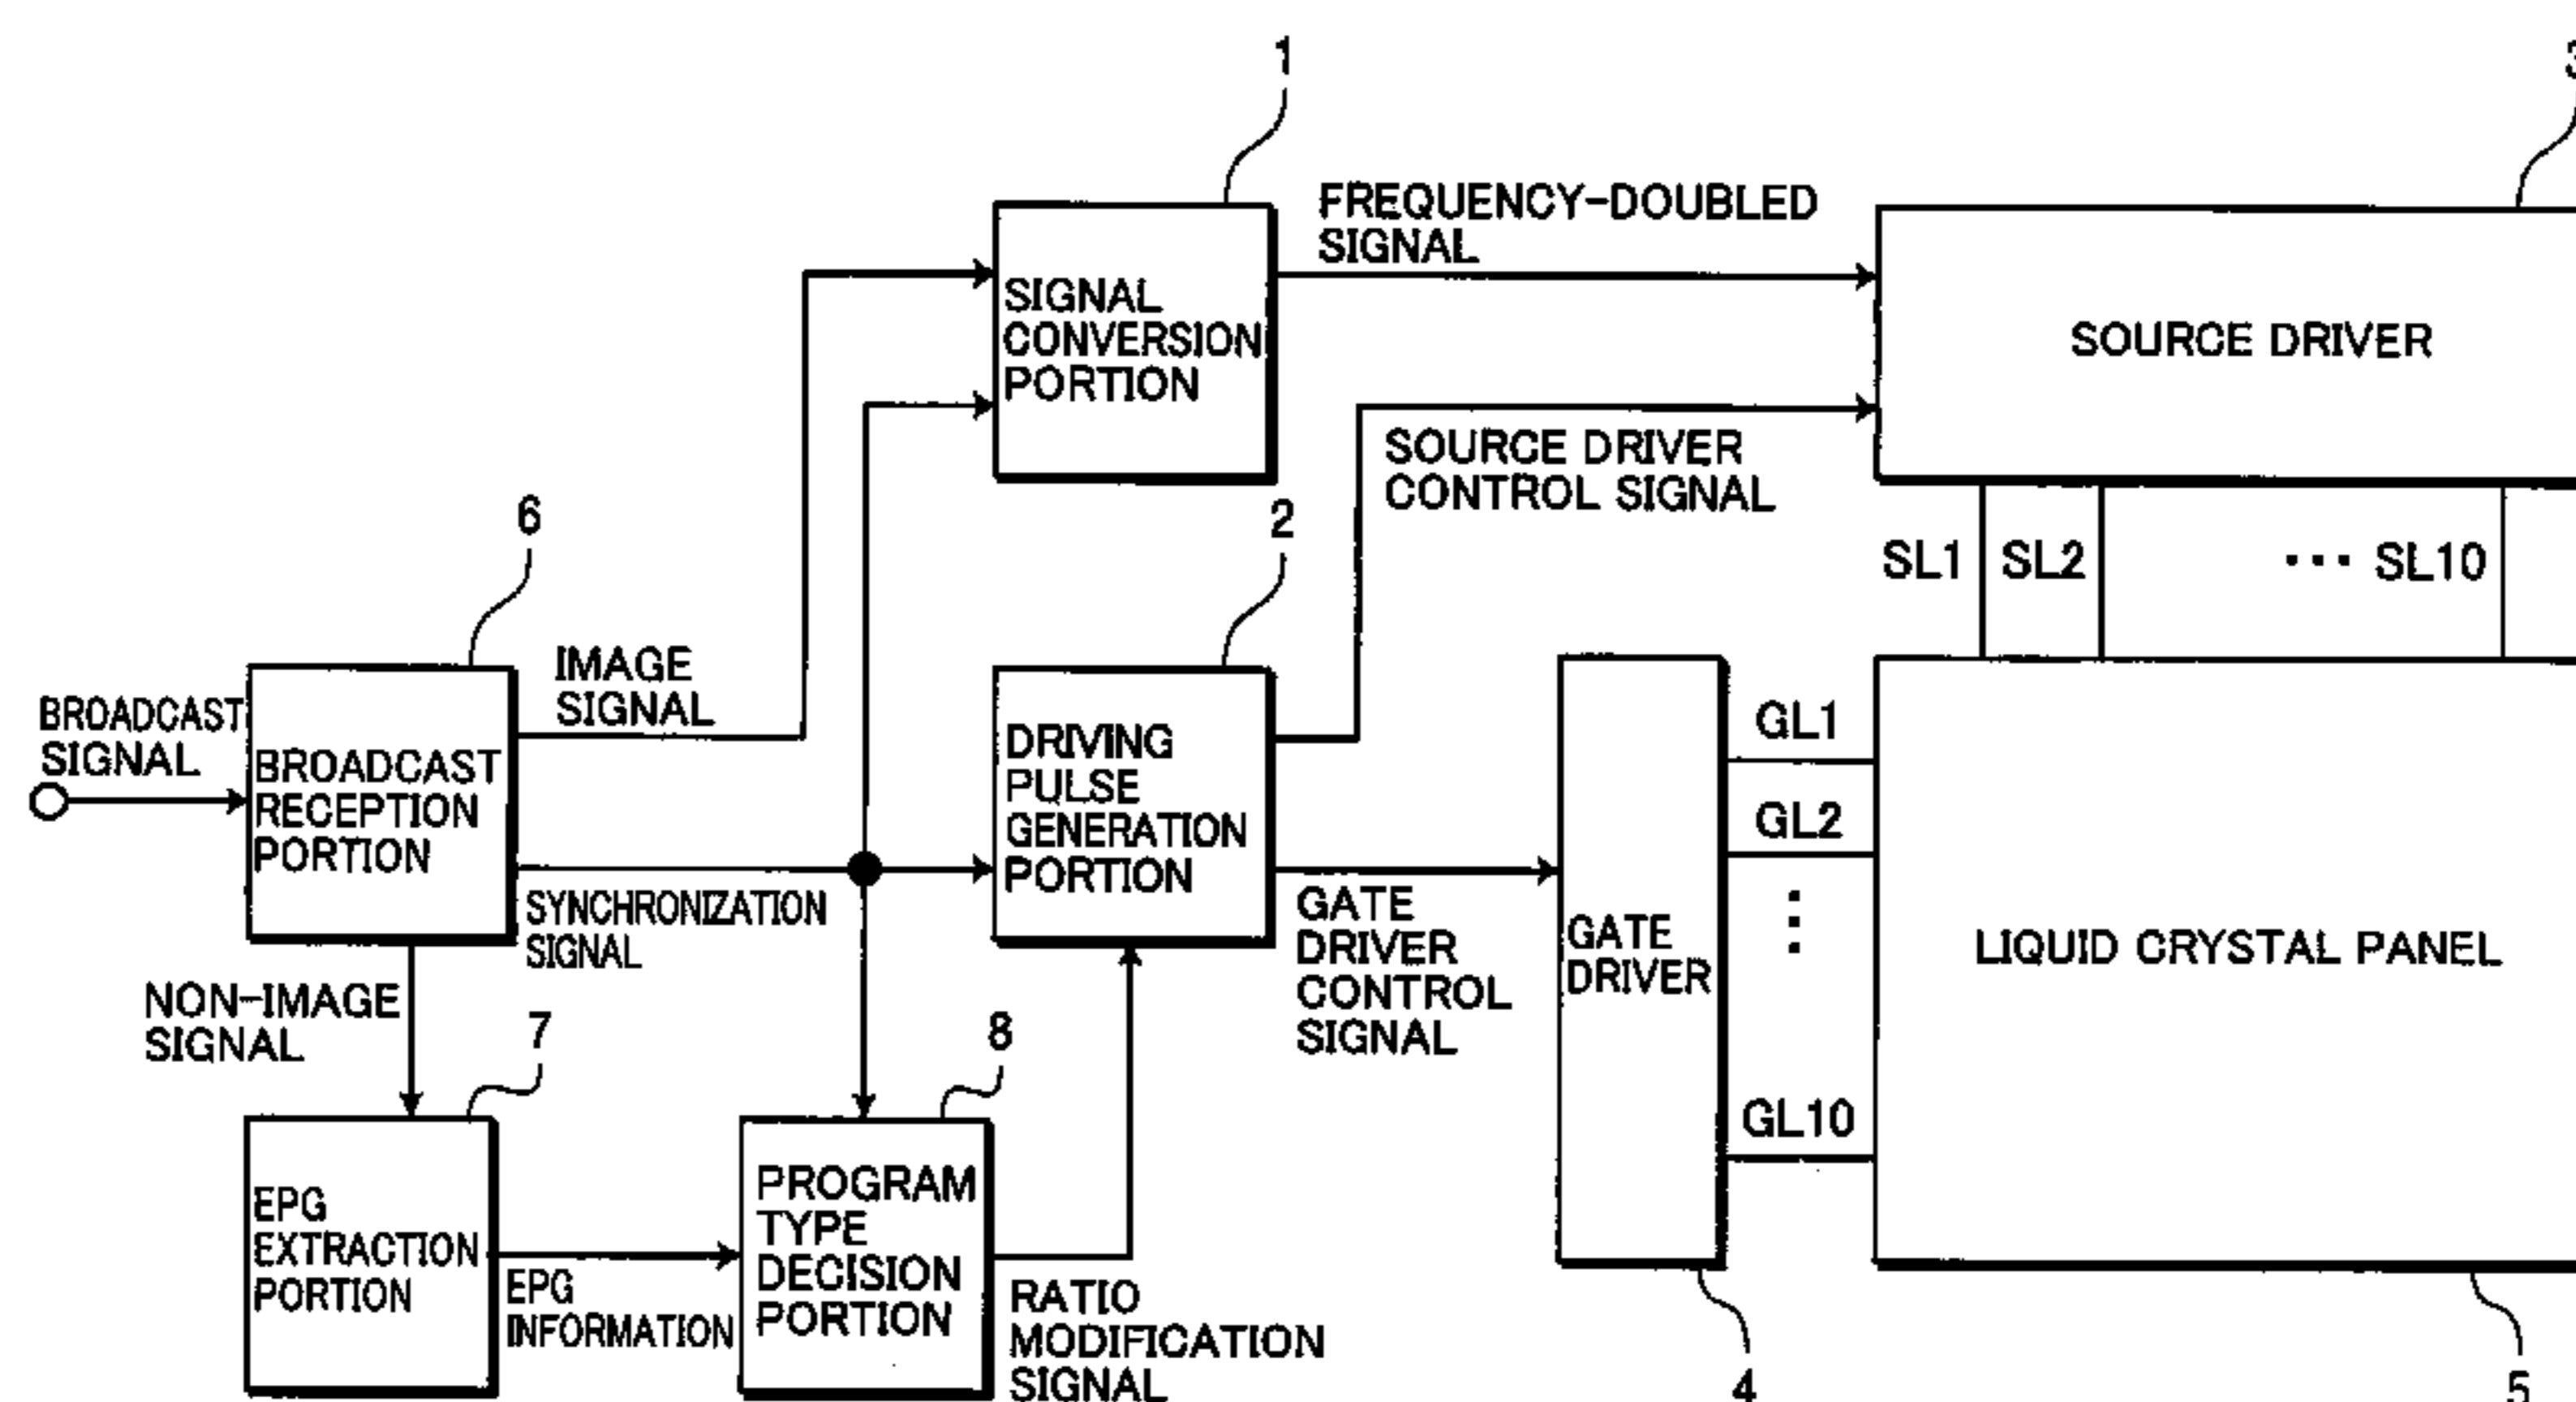 1
3
FREQUENCY-DOUBLED
SIGNAL
SIGNAL
CONVERSION
PORTION
SOURCE DRIVER
SOURCE DRIVER
CONTROL SIGNAL
6
2
SL1
SL2
... SL10
IMAGE
SIGNAL
BROADCAST
SIGNAL
BROADCAST
RECEPTION
PORTION
DRIVING
PULSE
GENERATION
PORTION
GL1
GL2
⋮
GL10
SYNCHRONIZATION
SIGNAL
GATE
DRIVER
CONTROL
SIGNAL
GATE
DRIVER
LIQUID CRYSTAL PANEL
NON-IMAGE
SIGNAL
7
8
EPG
EXTRACTION
PORTION
EPG
INFORMATION
PROGRAM
TYPE
DECISION
PORTION
RATIO
MODIFICATION
SIGNAL
4
5